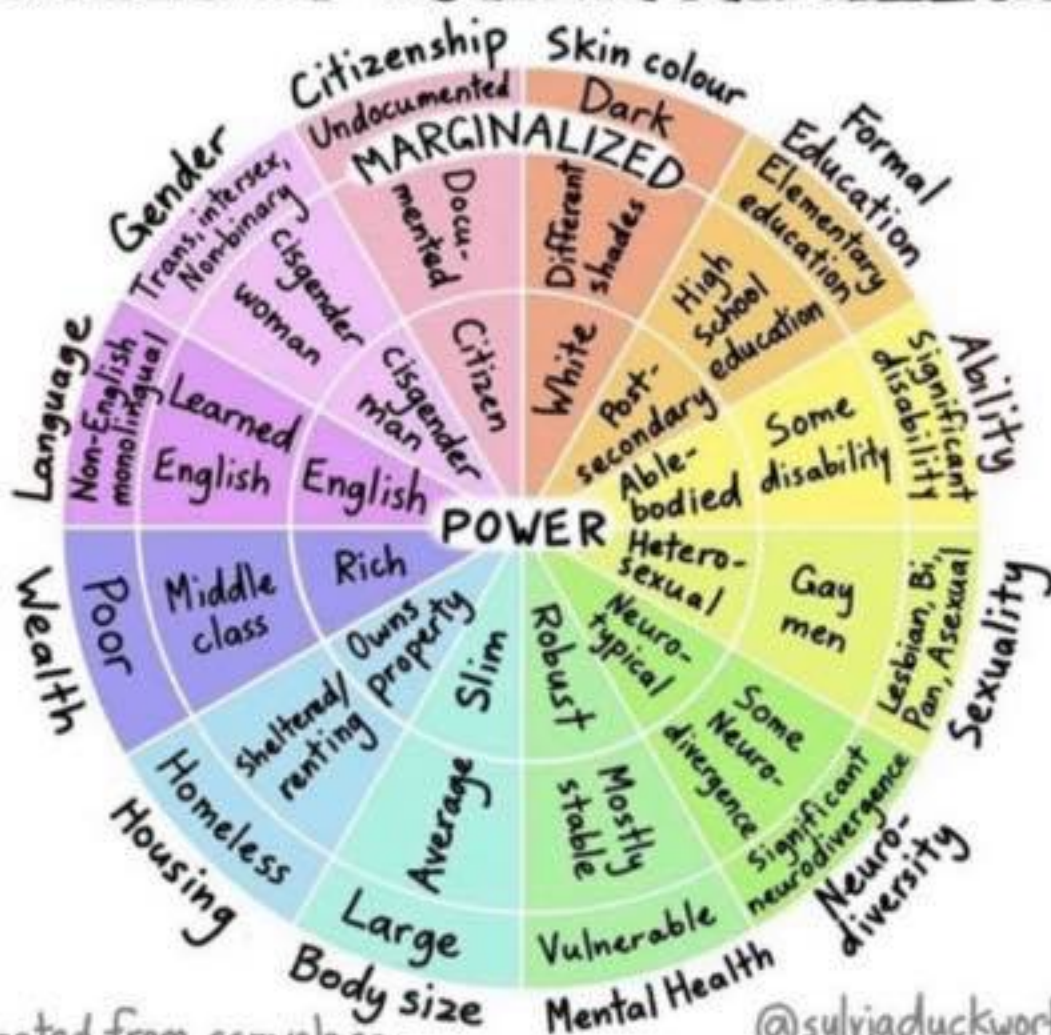 Citizenship
Undocumented
Docu-
mented
Citizen
Skin colour
Dark
Different
shades
White
Formal
Education
Elementary
education
High
school
education
Post-
secondary
Ability
Significant
disability
Some
disability
Able-
bodied
Sexuality
Lesbian, Bi,
Pan, Asexual
Gay
men
Hetero-
sexual
Neuro-
diversity
Significant
neurodivergence
Some
Neuro-
divergence
Neuro-
typical
Mental Health
Vulnerable
Mostly
stable
Robust
Body size
Large
Average
Slim
Housing
Homeless
Sheltered/
renting
Owns
property
Wealth
Poor
Middle
class
Rich
Language
Non-English
monolingual
Learned
English
English
Gender
Trans, intersex,
Non-binary
cisgender
woman
cisgender
man
MARGINALIZED
POWER
from
@sylviaduckwor